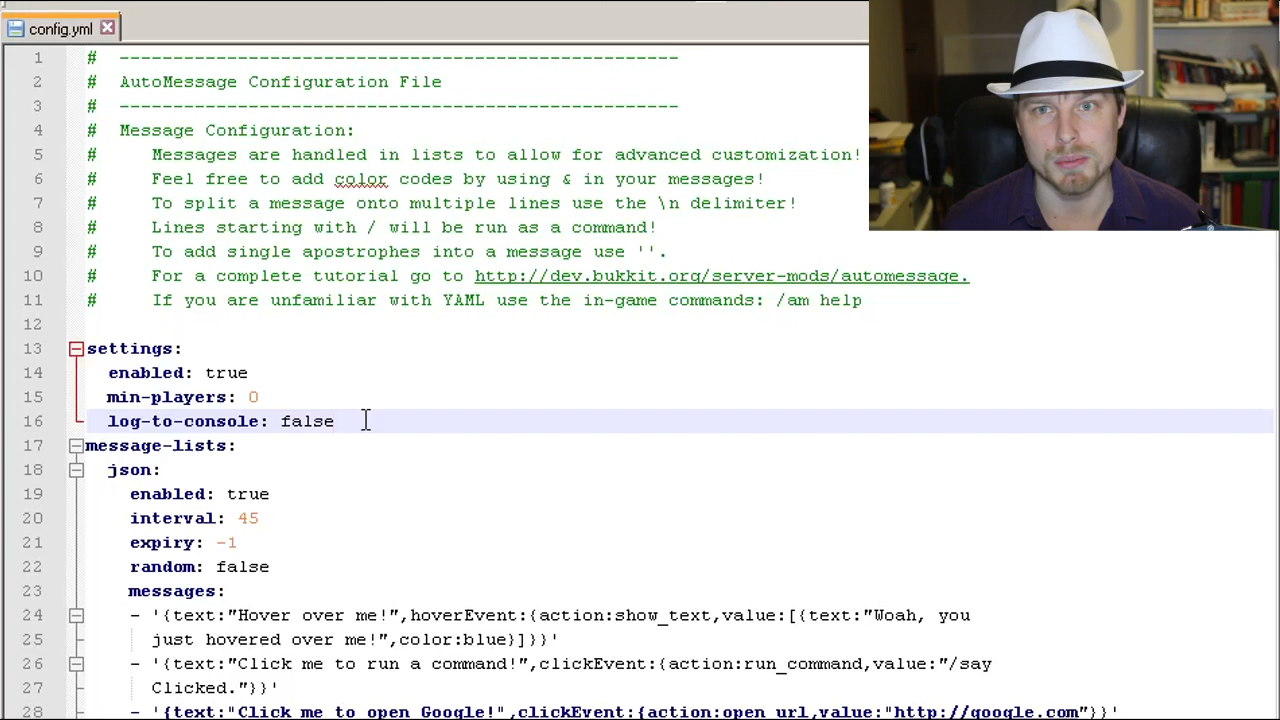 config.yml
1 # ----------------------------------------------------
2 # AutoMessage Configuration File
3 # ----------------------------------------------------
4 # Message Configuration:
5 # Messages are handled in lists to allow for advanced customization!
6 # Feel free to add color codes by using & in your messages!
7 # To split a message onto multiple lines use the \n delimiter!
8 # Lines starting with / will be run as a command!
9 # To add single apostrophes into a message use ''.
10 # For a complete tutorial go to http://dev.bukkit.org/server-mods/automessage.
11 # If you are unfamiliar with YAML use the in-game commands: /am help
12
13 settings:
14 enabled: true
15 min-players: 0
16 log-to-console: false
17 message-lists:
18 json:
19 enabled: true
20 interval: 45
21 expiry: -1
22 random: false
23 messages:
24 - '{text:"Hover over me!",hoverEvent:{action:show_text,value:[{text:"Woah, you
25 just hovered over me!",color:blue}]}}'
26 - '{text:"Click me to run a command!",clickEvent:{action:run_command,value:"/say
27 Clicked."}}'
28 - '{text:"Click me to open Google!",clickEvent:{action:open_url,value:"http://google.com"}}'